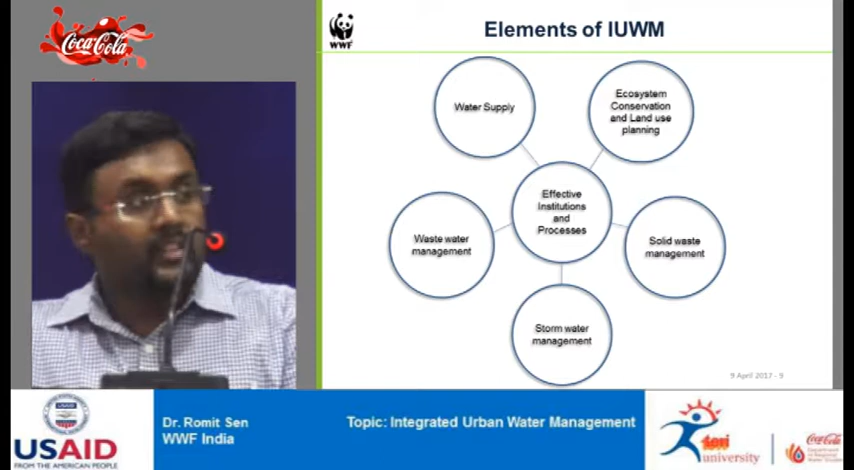 Coca-Cola
WWF
Elements of IUWM
Water Supply
Ecosystem
Conservation
and Land use
planning
Effective
Institutions
and
Processes
Waste water
management
Solid waste
management
Storm water
management
9 April 2017 - 9
USAID
FROM THE AMERICAN PEOPLE
Dr. Romit Sen
WWF India
Topic: Integrated Urban Water Management
teri
university
Coca-Cola